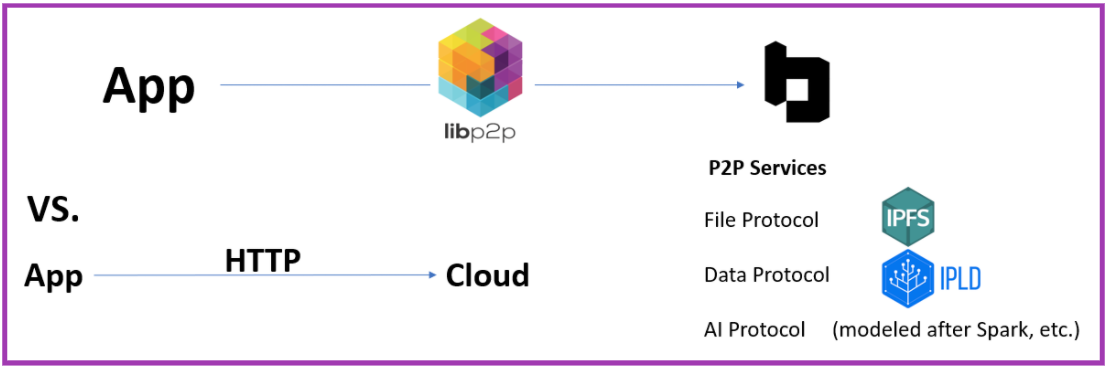 App
libp2p
P2P Services
VS.
File Protocol IPFS
App HTTP Cloud
Data Protocol IPLD
AI Protocol (modeled after Spark, etc.)